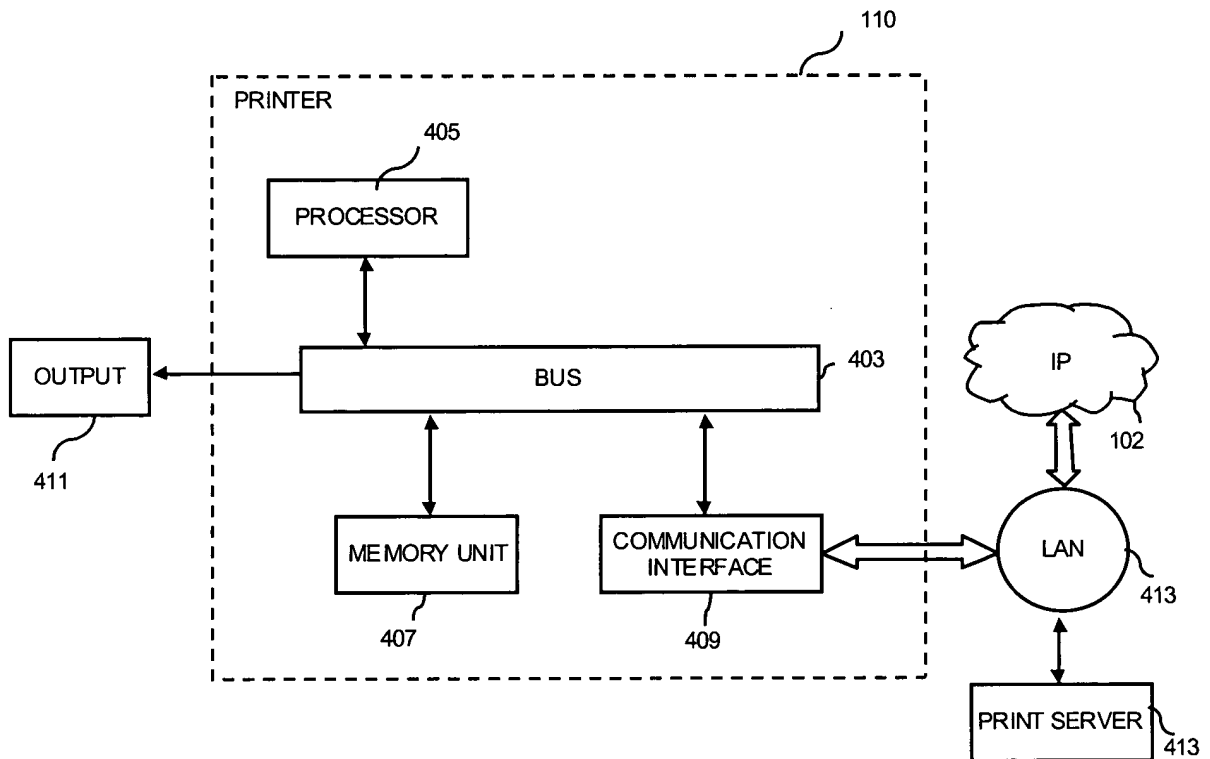 110
PRINTER
405
PROCESSOR
OUTPUT
411
BUS
403
IP
102
MEMORY UNIT
407
COMMUNICATION
INTERFACE
409
LAN
413
PRINT SERVER
413